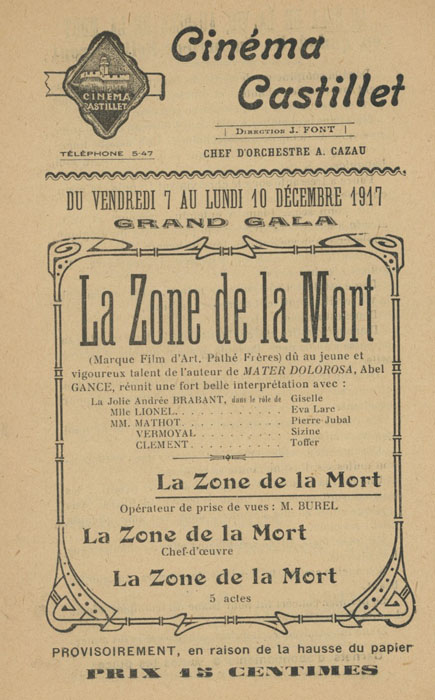 Cinéma
Castillet
CINÉMA
CASTILLET
DIRECTION J. FONT
TÉLÉPHONE 5-47
CHEF D'ORCHESTRE A. CAZAU
DU VENDREDI 7 AU LUNDI 10 DÉCEMBRE 1917
GRAND GALA
La Zone de la Mort
(Marque Film d'Art, Pathé Frères) dû au jeune et
vigoureux talent de l'auteur de MATER DOLOROSA, Abel
GANCE, réunit une fort belle interprétation avec :
La Jolie Andrée BRABANT, dans le rôle de Giselle
Mlle LIONEL . . . . . . . . . . . Eva Larc
MM. MATHOT . . . . . . . . . . . Pierre Jubal
VERMOYAL . . . . . . . . . Sizine
CLEMENT . . . . . . . . . . Toffer
La Zone de la Mort
Opérateur de prise de vues : M. BUREL
La Zone de la Mort
Chef-d'œuvre
La Zone de la Mort
5 actes
PROVISOIREMENT, en raison de la hausse du papier
PRIX 15 CENTIMES